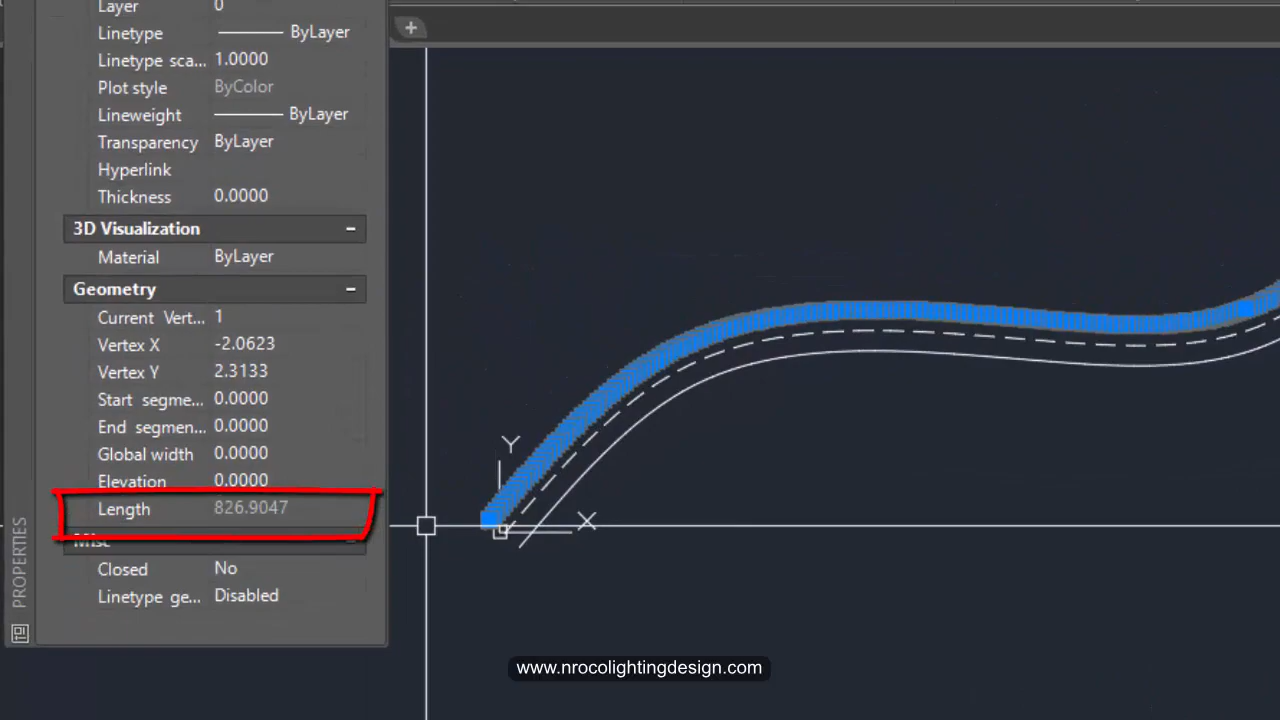 Layer 0
Linetype ByLayer
Linetype sca... 1.0000
Plot style ByColor
Lineweight ByLayer
Transparency ByLayer
Hyperlink
Thickness 0.0000
3D Visualization
Material ByLayer
Geometry
Current Vert... 1
Vertex X -2.0623
Vertex Y 2.3133
Start segme... 0.0000
End segmen... 0.0000
Global width 0.0000
Elevation 0.0000
Length 826.9047
Misc
Closed No
Linetype ge... Disabled
PROPERTIES
Y
X
www.nrocolightingdesign.com